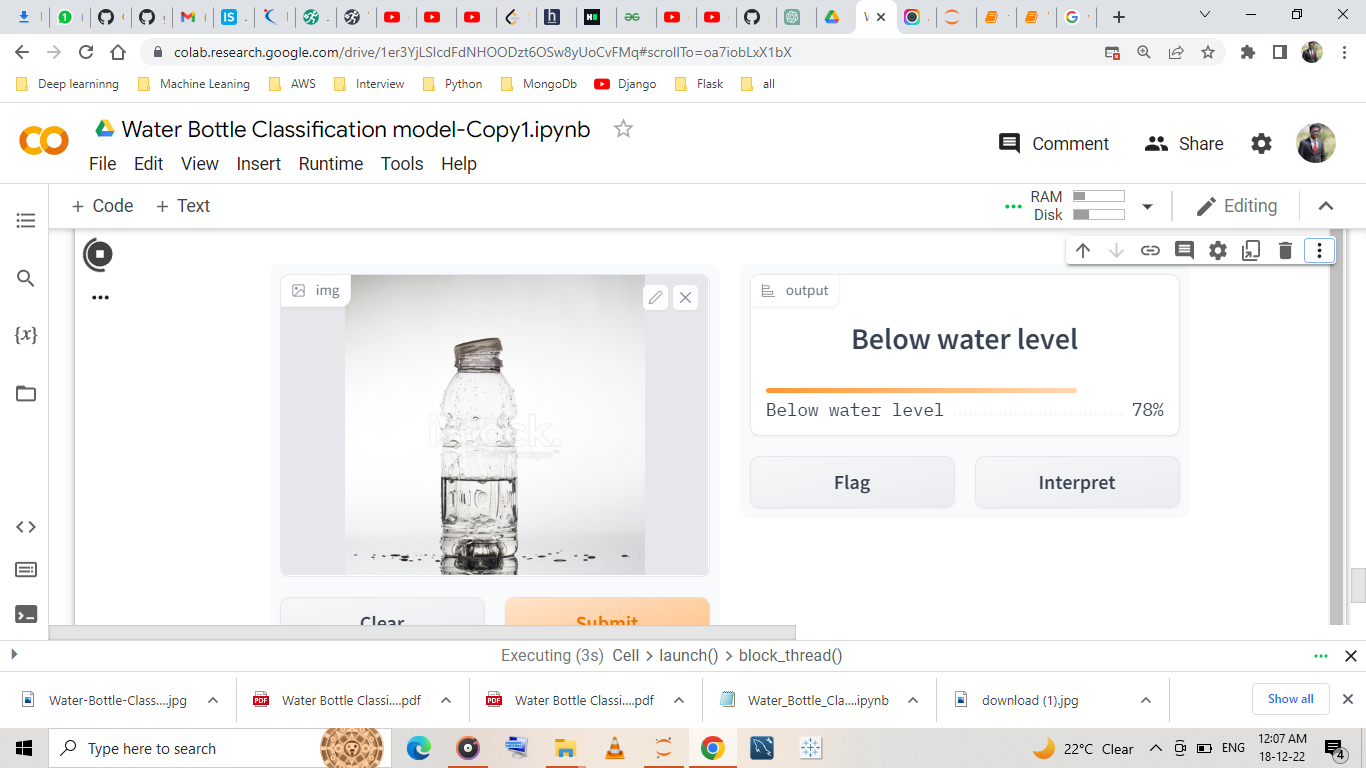 colab.research.google.com/drive/1er3YjLSlcdFdNHOODzt6OSw8yUoCvFMq#scrollTo=oa7iobLxX1bX
Deep learninng Machine Leaning AWS Interview Python MongoDb Django Flask all
Water Bottle Classification model-Copy1.ipynb
File Edit View Insert Runtime Tools Help
Comment Share
+ Code + Text
RAM
Disk
Editing
{x}
img
output
Below water level
Below water level 78%
Flag Interpret
Clear Submit
Executing (3s) Cell > launch() > block_thread()
Water-Bottle-Class....jpg
Water Bottle Classi....pdf
Water Bottle Classi....pdf
Water_Bottle_Cla....ipynb
download (1).jpg
Show all
Type here to search
22°C Clear
ENG
12:07 AM
18-12-22
4